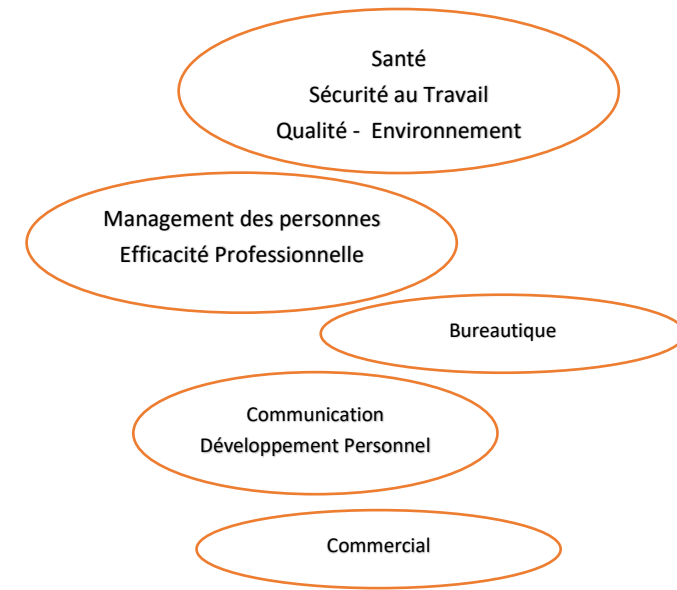 Santé
Sécurité au Travail
Qualité - Environnement
Management des personnes
Efficacité Professionnelle
Bureautique
Communication
Développement Personnel
Commercial